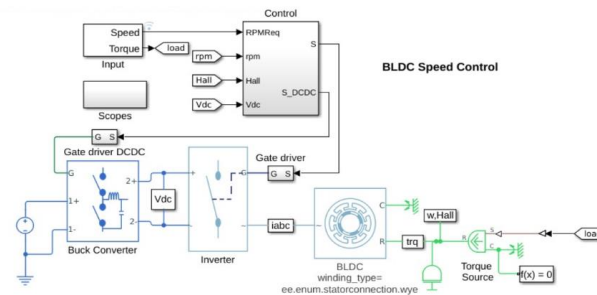 Control
Speed
Torque
load
Input
RPMReq
rpm
rpm
Hall
Hall
Vdc
Vdc
S
S_DCDC
BLDC Speed Control
Scopes
G S
Gate driver DCDC
Gate driver
G S
G
1+
1-
2+
2-
Buck Converter
Vdc
+
-
G
Inverter
iabc
C
R
BLDC
winding_type=
ee.enum.statorconnection.wye
w,Hall
trq
R
S
C
Torque
Source
f(x) = 0
loa